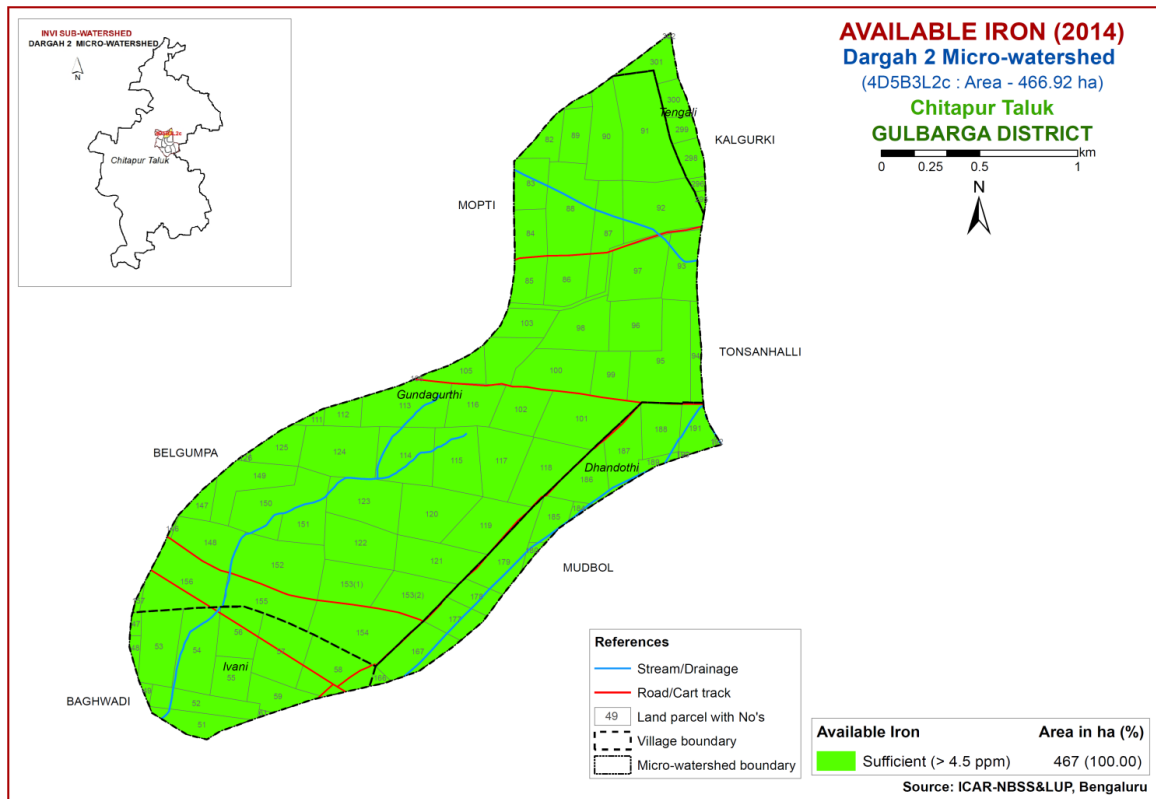 INVI SUB-WATERSHED
DARGAH 2 MICRO-WATERSHED
N
Chitapur Taluk
AVAILABLE IRON (2014)
Dargah 2 Micro-watershed
(4D5B3L2c : Area - 466.92 ha)
Chitapur Taluk
GULBARGA DISTRICT
km
0 0.25 0.5 1
N
KALGURKI
MOPTI
TONSANHALLI
BELGUMPA
MUDBOL
BAGHWADI
301
300
Tengali
299
298
82 89 90 91
83 68 92
84 87
85 86 97 93
103 98 96
105 100 99 95 94
Gundagurthi
111 112 113 116 102 101
188 191
125 124 114 115 117 118 187
Dhandothi
186
149
147 150 151 123 120 119 185
148 122
152 121 179
156 153(1) 153(2)
155 177
154 167
53 54 56 57 58
Ivani
55
52 59
51
References
Stream/Drainage
Road/Cart track
49 Land parcel with No's
Village boundary
Micro-watershed boundary
Available Iron Area in ha (%)
Sufficient (> 4.5 ppm) 467 (100.00)
Source: ICAR-NBSS&LUP, Bengaluru